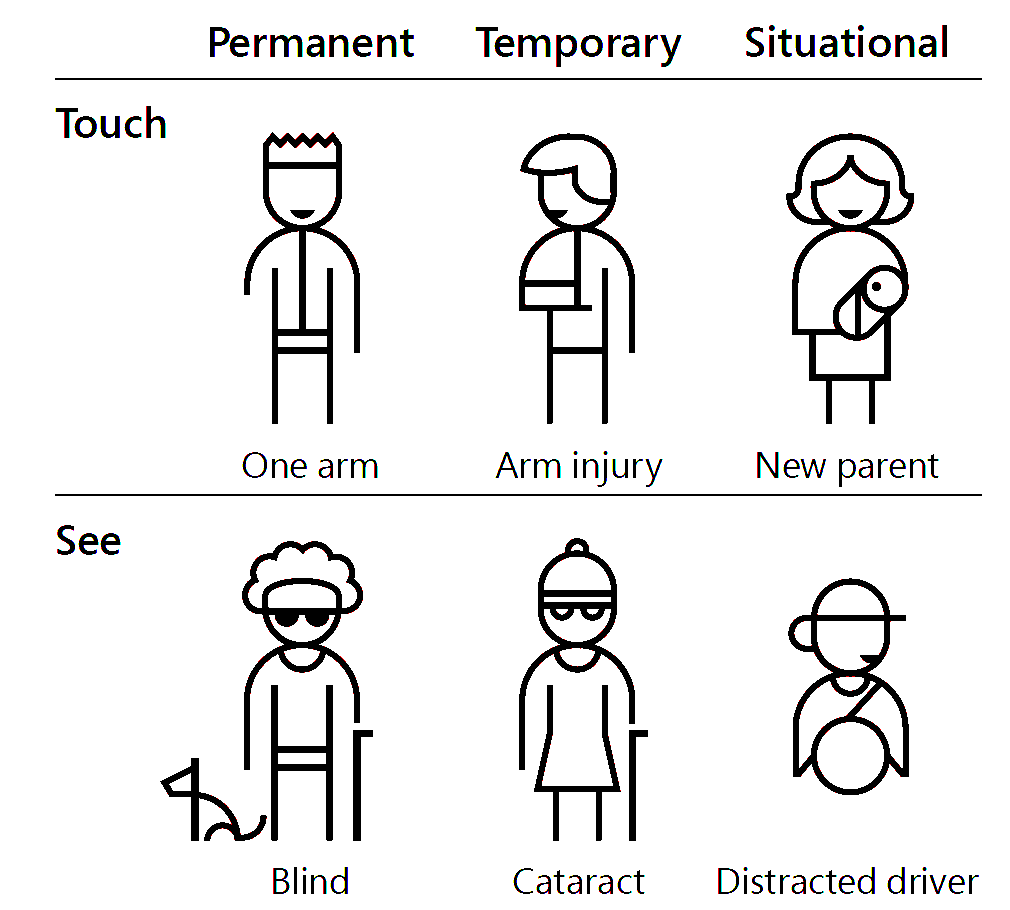 Permanent Temporary Situational
Touch
One arm Arm injury New parent
See
Blind Cataract Distracted driver